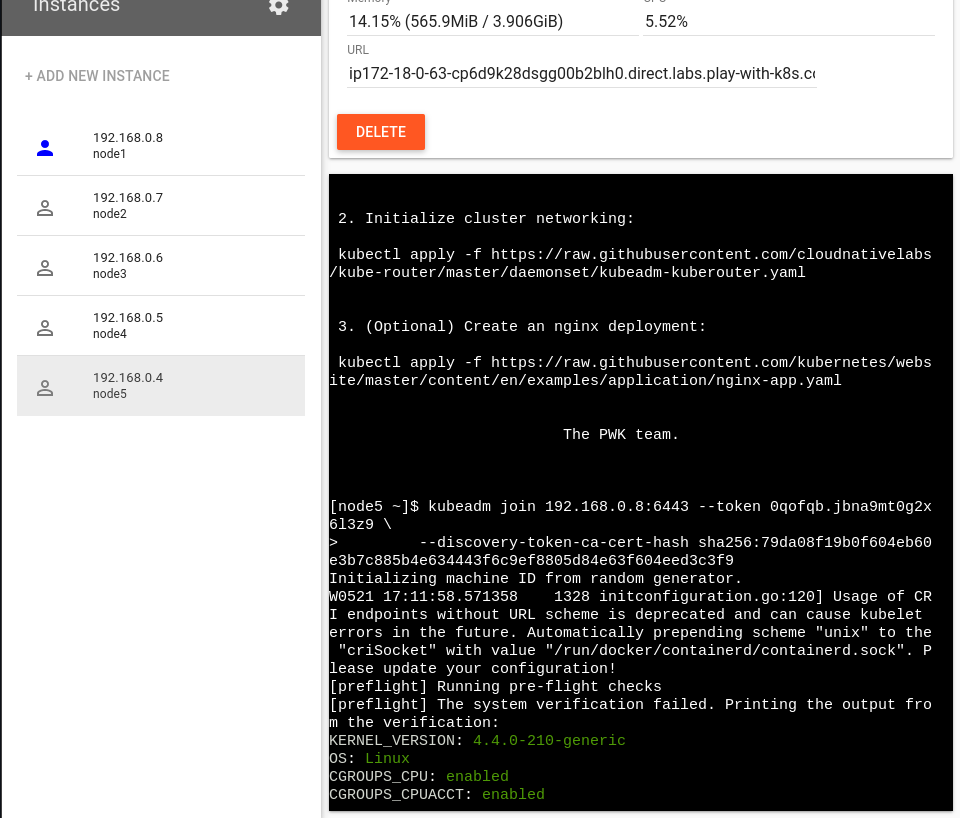 Instances
+ ADD NEW INSTANCE
192.168.0.8
node1
192.168.0.7
node2
192.168.0.6
node3
192.168.0.5
node4
192.168.0.4
node5
14.15% (565.9MiB / 3.906GiB)
5.52%
URL
ip172-18-0-63-cp6d9k28dsgg00b2blh0.direct.labs.play-with-k8s.co
DELETE
2. Initialize cluster networking:
kubectl apply -f https://raw.githubusercontent.com/cloudnativelabs
/kube-router/master/daemonset/kubeadm-kuberouter.yaml
3. (Optional) Create an nginx deployment:
kubectl apply -f https://raw.githubusercontent.com/kubernetes/webs
ite/master/content/en/examples/application/nginx-app.yaml
The PWK team.
[node5 ~]$ kubeadm join 192.168.0.8:6443 --token 0qofqb.jbna9mt0g2x
6l3z9 \
>         --discovery-token-ca-cert-hash sha256:79da08f19b0f604eb60
e3b7c885b4e634443f6c9ef8805d84e63f604eed3c3f9
Initializing machine ID from random generator.
W0521 17:11:58.571358    1328 initconfiguration.go:120] Usage of CR
I endpoints without URL scheme is deprecated and can cause kubelet
errors in the future. Automatically prepending scheme "unix" to the
 "criSocket" with value "/run/docker/containerd/containerd.sock". P
lease update your configuration!
[preflight] Running pre-flight checks
[preflight] The system verification failed. Printing the output fro
m the verification:
KERNEL_VERSION: 4.4.0-210-generic
OS: Linux
CGROUPS_CPU: enabled
CGROUPS_CPUACCT: enabled